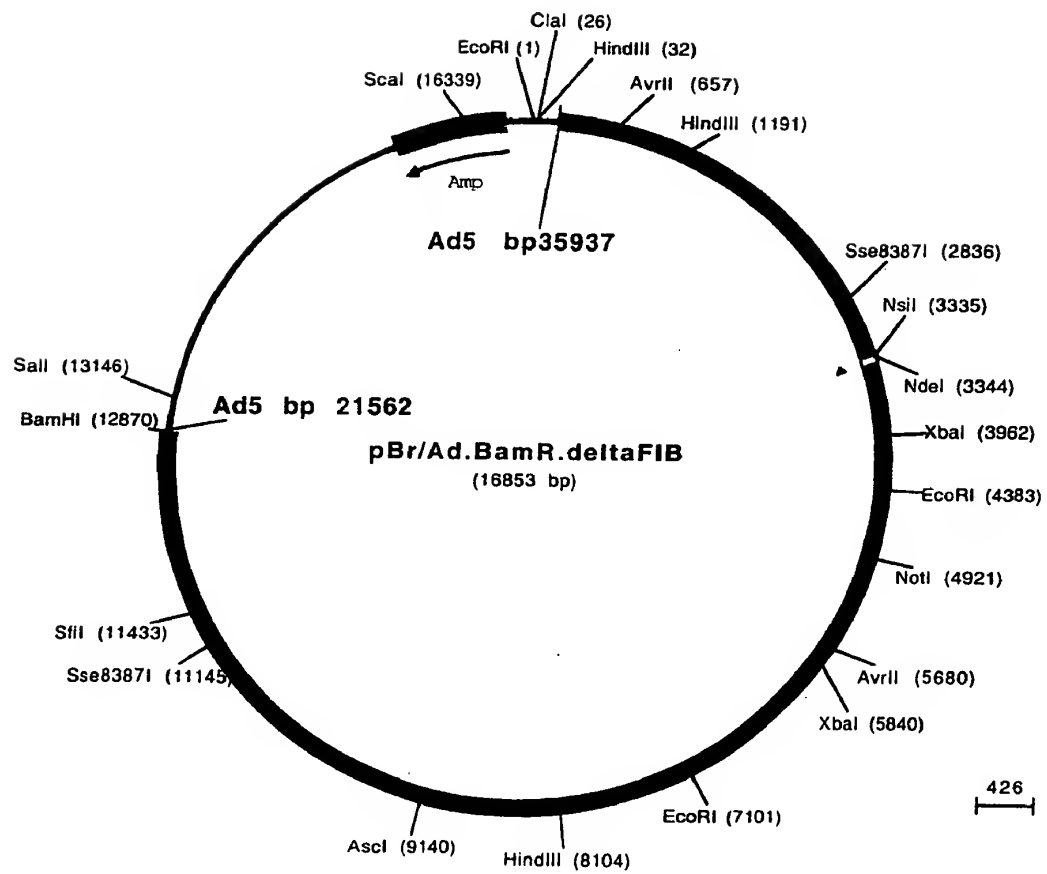 ClaI (26)
EcoRI (1)
HindIII (32)
ScaI (16339)
AvrII (657)
HindIII (1191)
Amp
Ad5 bp35937
Sse8387I (2836)
NsiI (3335)
SalI (13146)
NdeI (3344)
Ad5 bp 21562
BamHI (12870)
XbaI (3962)
pBr/Ad.BamR.deltaFIB
(16853 bp)
EcoRI (4383)
NotI (4921)
SfiI (11433)
Sse8387I (11145)
AvrII (5680)
XbaI (5840)
426
EcoRI (7101)
AscI (9140)
HindIII (8104)